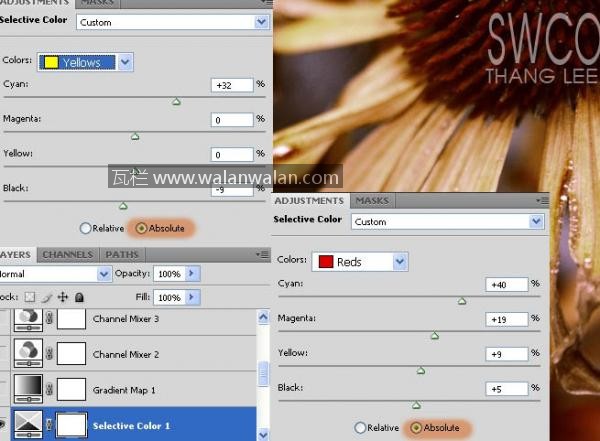 ADJUSTMENTS MASKS
Selective Color Custom
Colors: Yellows
Cyan: +32 %
Magenta: 0 %
Yellow: 0 %
Black: -9 %
Relative Absolute
瓦栏 www.walanwalan.com
SWCO
THANG LEE
AYERS CHANNELS PATHS
ormal Opacity: 100%
ock: Fill: 100%
Channel Mixer 3
Channel Mixer 2
Gradient Map 1
Selective Color 1
ADJUSTMENTS MASKS
Selective Color Custom
Colors: Reds
Cyan: +40 %
Magenta: +19 %
Yellow: +9 %
Black: +5 %
Relative Absolute